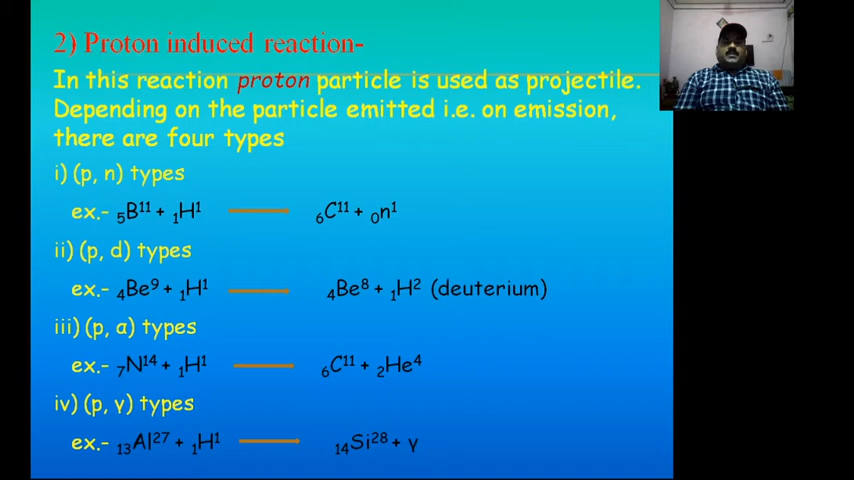 2) Proton induced reaction-
In this reaction proton particle is used as projectile.
Depending on the particle emitted i.e. on emission,
there are four types
i) (p, n) types
ex.- ₅B¹¹ + ₁H¹ ₆C¹¹ + ₀n¹
ii) (p, d) types
ex.- ₄Be⁹ + ₁H¹ ₄Be⁸ + ₁H² (deuterium)
iii) (p, α) types
ex.- ₇N¹⁴ + ₁H¹ ₆C¹¹ + ₂He⁴
iv) (p, γ) types
ex.- ₁₃Al²⁷ + ₁H¹ ₁₄Si²⁸ + γ